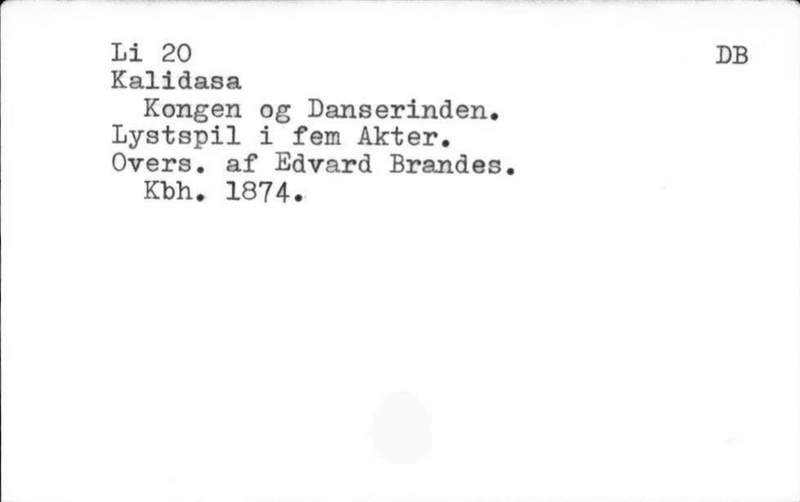 Li 20 DB
Kalidasa
Kongen og Danserinden.
Lystspil i fem Akter.
Overs. af Edvard Brandes.
Kbh. 1874.